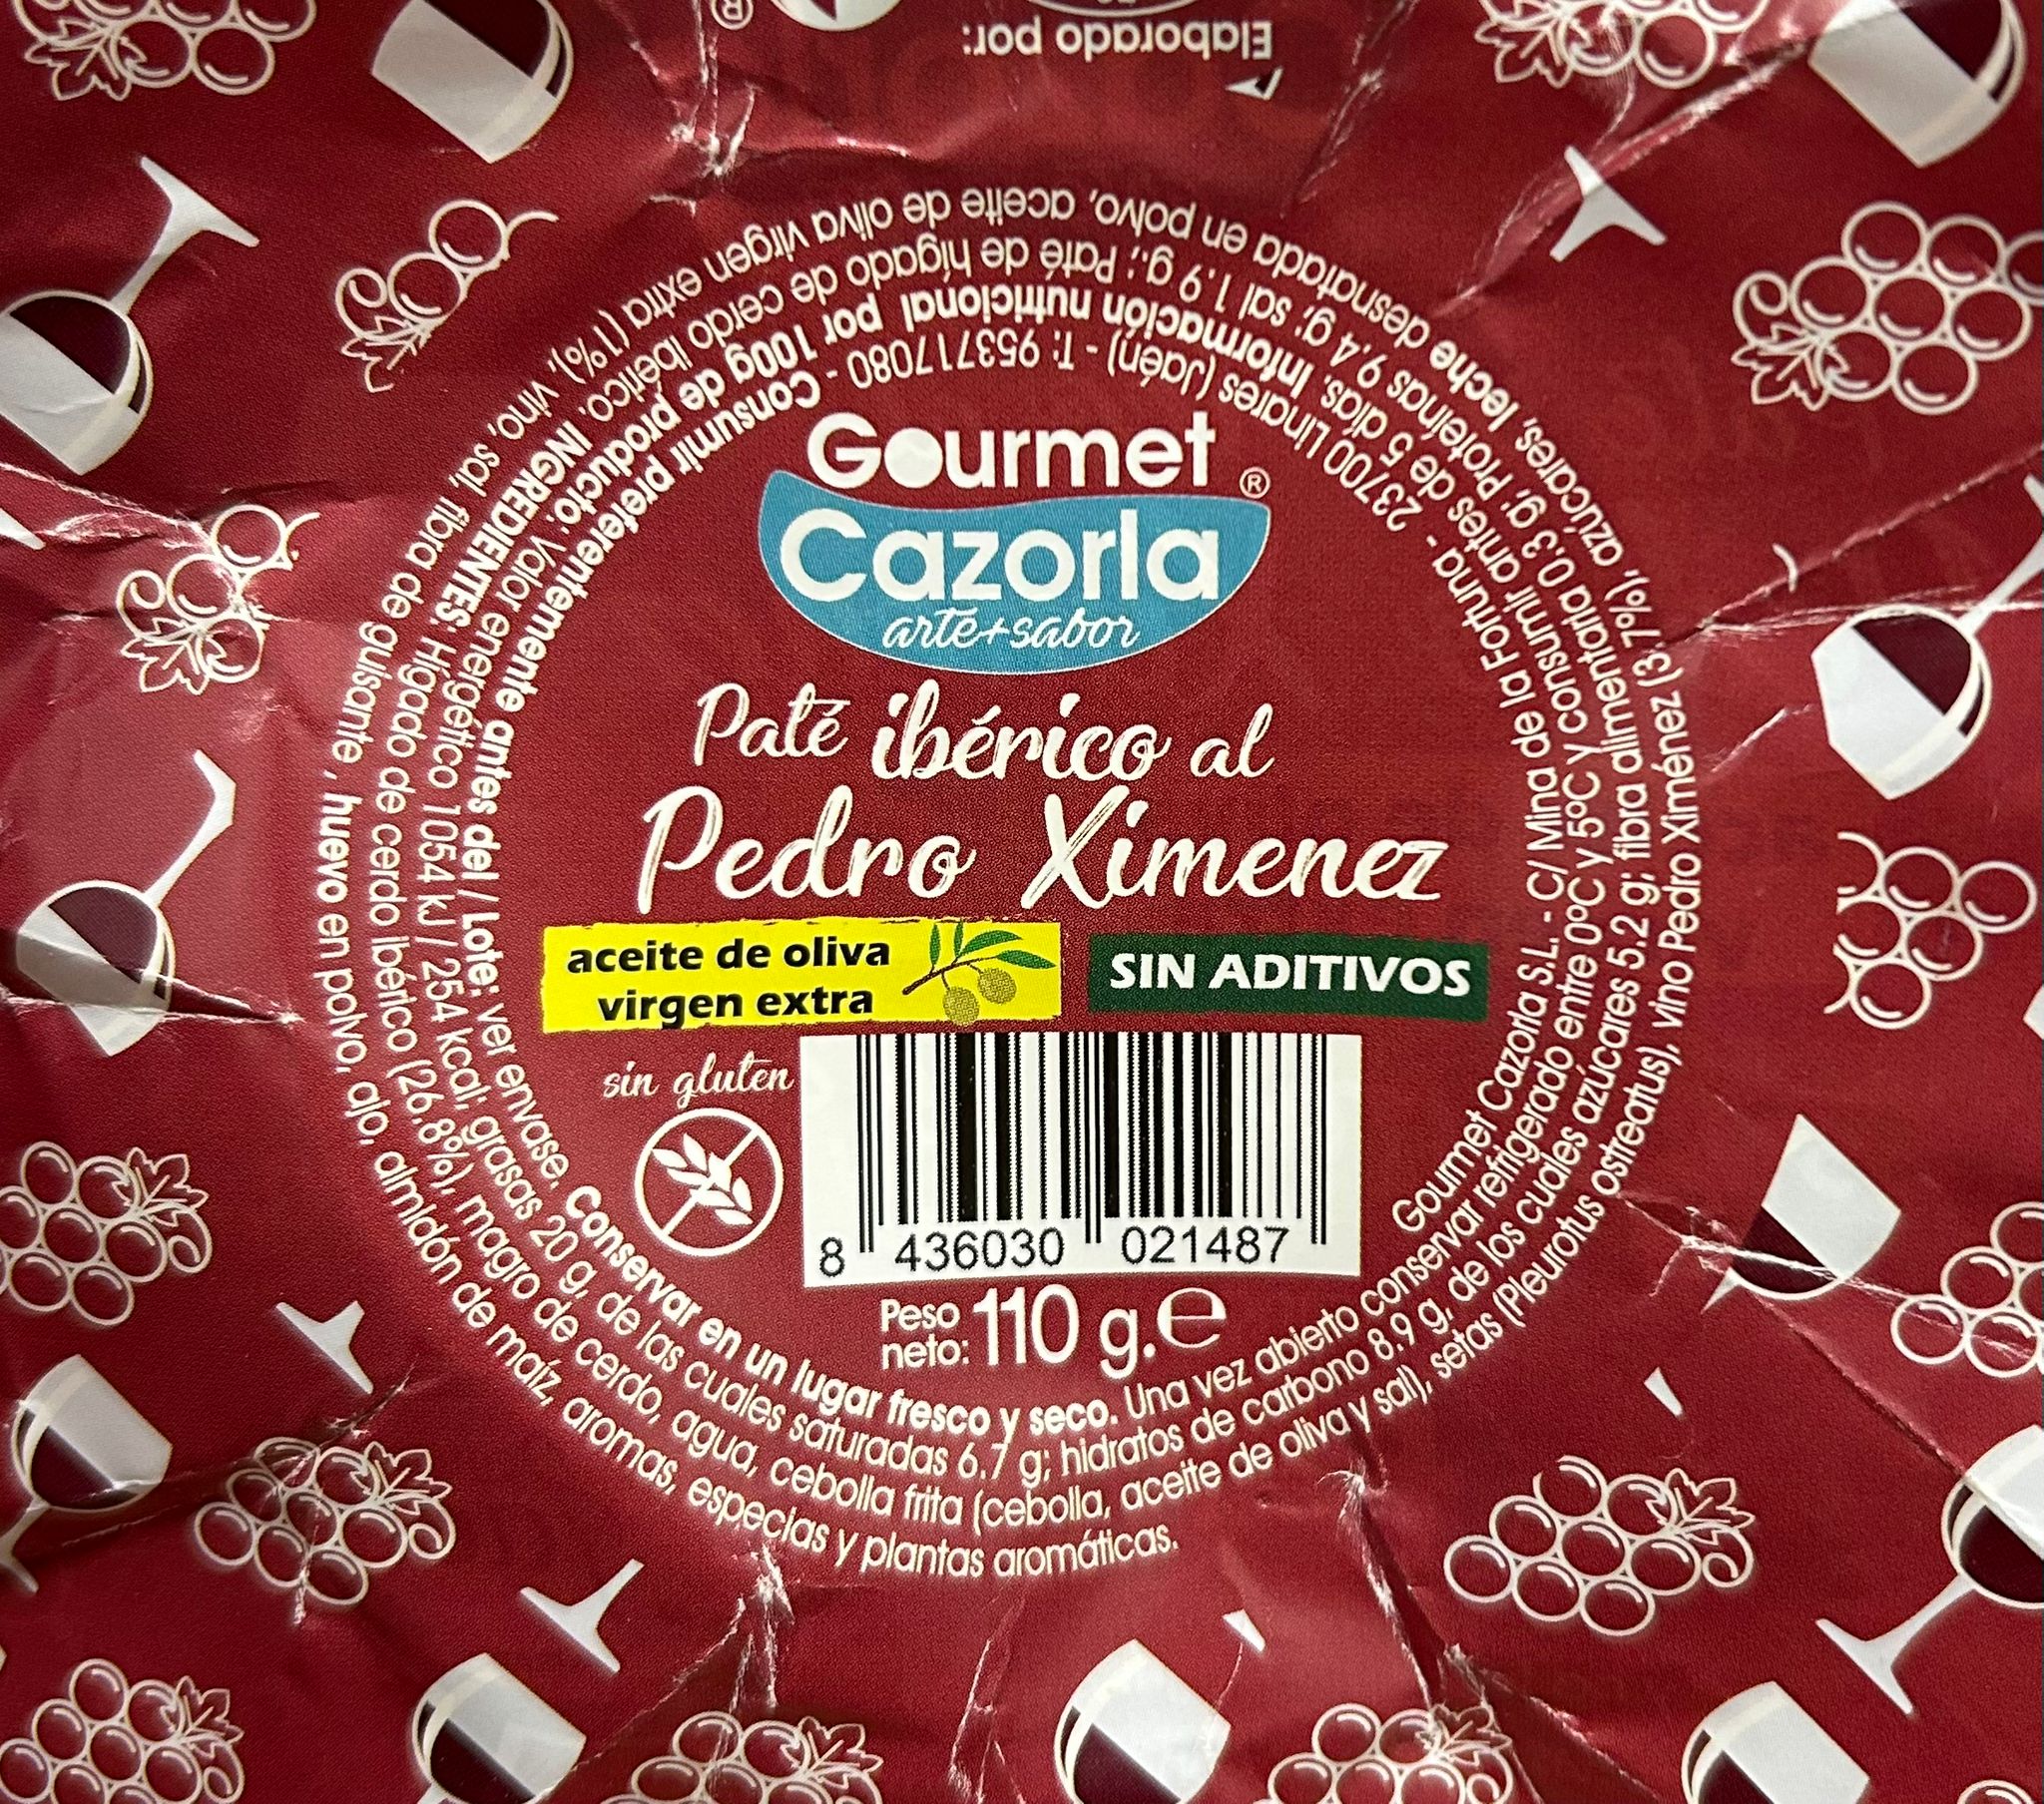 Elaborado por:
Gourmet ®
Cazorla
arte+sabor
Paté ibérico al
Pedro Ximenez
aceite de oliva
virgen extra
SIN ADITIVOS
sin gluten
8 436030 021487
Peso
neto: 110 g.e
Gourmet Cazorla S.L. - C/ Mina de la Fortuna - 23700 Linares (Jaén) - T: 953717080 - Consumir preferentemente antes del / Lote: ver envase. Conservar en un lugar fresco y seco. Una vez abierto conservar refrigerado entre 0ºC y 5ºC y consumir antes de 5 días. Información nutricional por 100g de producto: Valor energético 1054 kJ / 254 kcal; grasas 20 g, de las cuales saturadas 6.7 g; hidratos de carbono 8.9 g, de los cuales azúcares 5.2 g; fibra alimentaria 0.3 g; Proteínas 9.4 g; sal 1.9 g.; Paté de hígado de cerdo Ibérico. INGREDIENTES: Hígado de cerdo ibérico (26.8%), magro de cerdo, agua, cebolla frita (cebolla, aceite de oliva y sal), setas (Pleurotus ostreatus), vino Pedro Ximénez (3.7%), azúcares, leche desnatada en polvo, aceite de oliva virgen extra (1%), vino, sal, fibra de guisante , huevo en polvo, ajo, almidón de maíz, aromas, especias y plantas aromáticas.
®